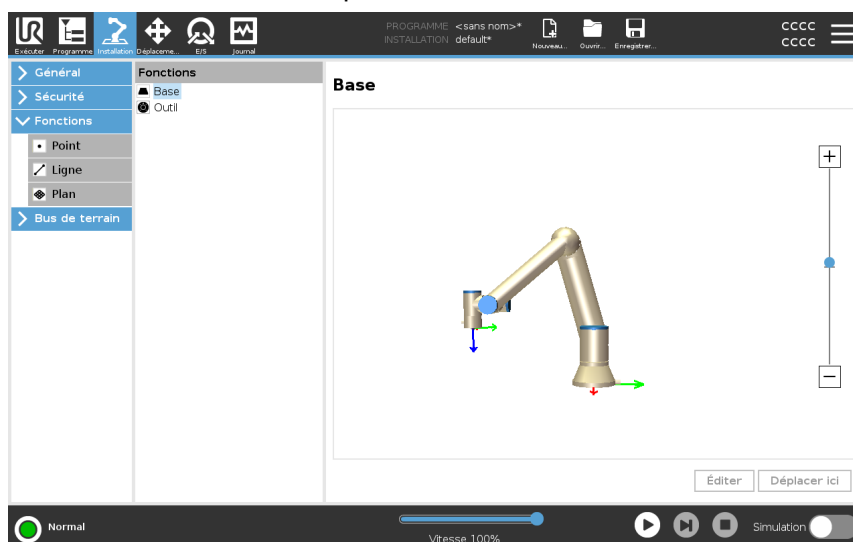 UR
PROGRAMME <sans nom>*
INSTALLATION default*
cccc
cccc
Exécuter Programme Installation Déplaceme... E/S Journal
Nouveau... Ouvrir... Enregistrer...
Général
Sécurité
Fonctions
Point
Ligne
Plan
Bus de terrain
Fonctions
Base
Outil
Base
+
−
Éditer
Déplacer ici
Normal
Vitesse 100%
Simulation